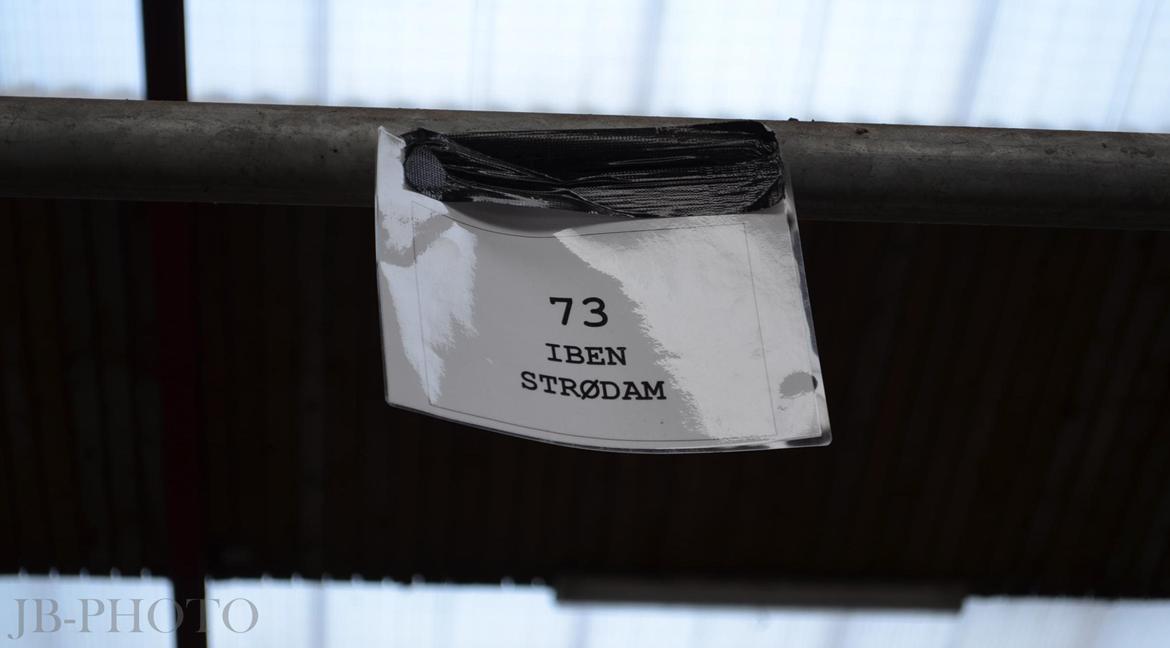 73
IBEN
STRØDAM
JB-PHOTO